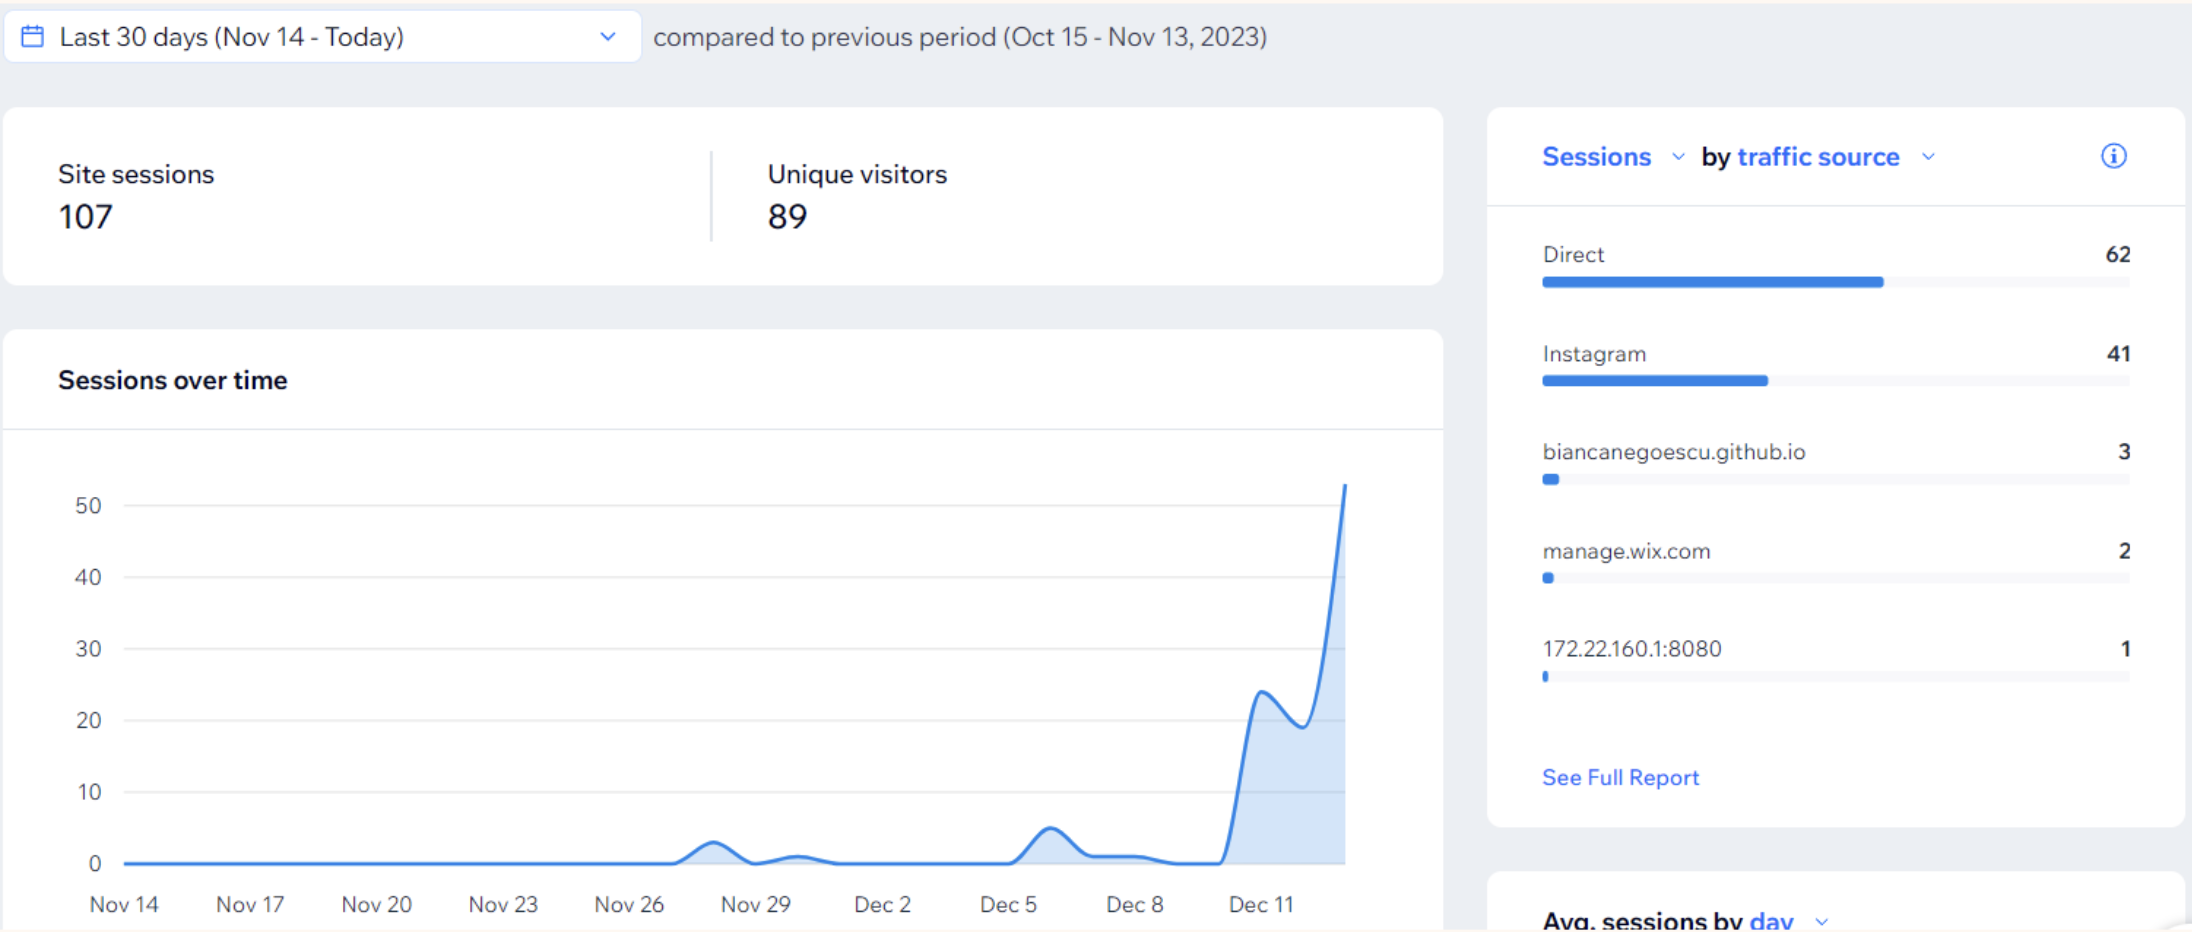 Last 30 days (Nov 14 - Today)
compared to previous period (Oct 15 - Nov 13, 2023)
Site sessions
107
Unique visitors
89
Sessions over time
50
40
30
20
10
0
Nov 14 Nov 17 Nov 20 Nov 23 Nov 26 Nov 29 Dec 2 Dec 5 Dec 8 Dec 11
Sessions by traffic source
Direct 62
Instagram 41
biancanegoescu.github.io 3
manage.wix.com 2
172.22.160.1:8080 1
See Full Report
Avg. sessions by day